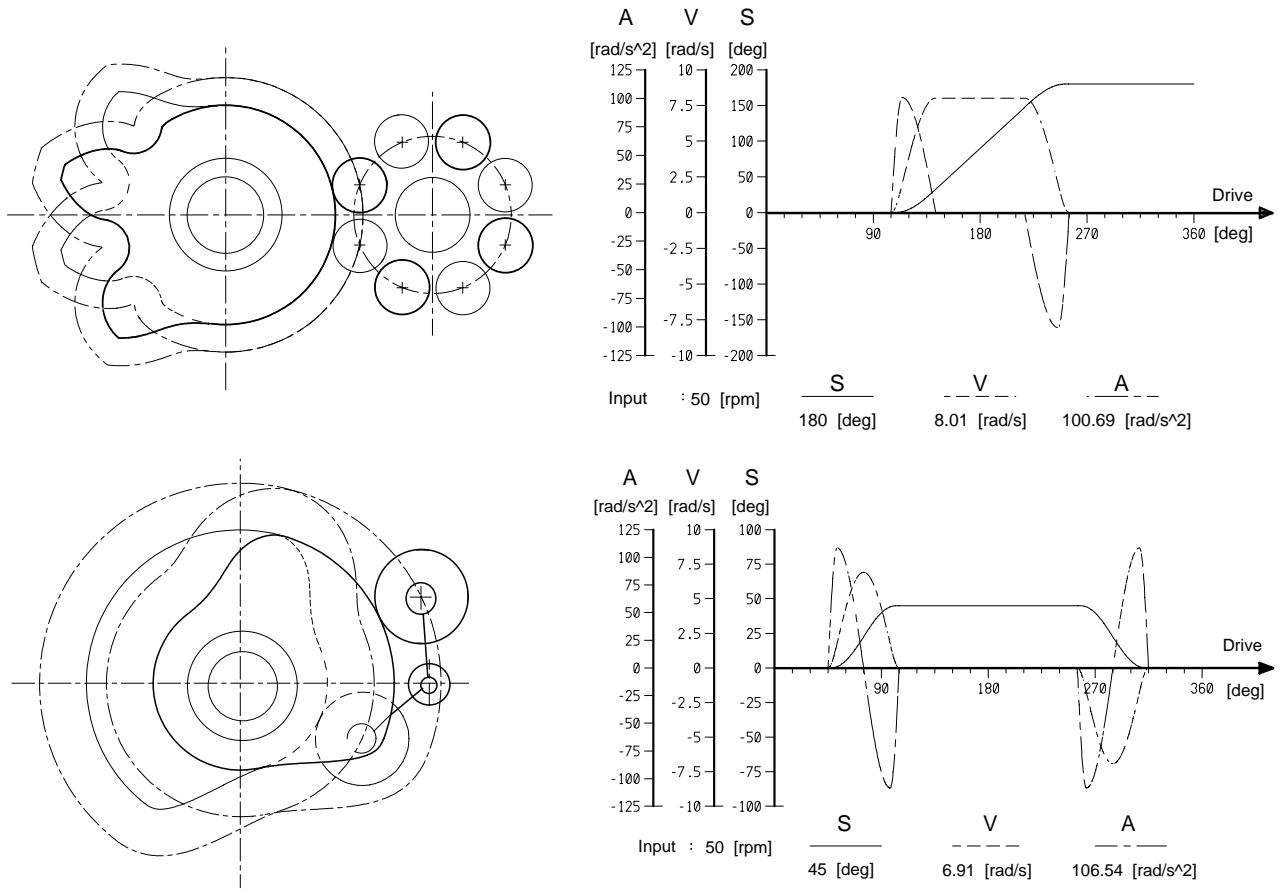 A V S
[rad/s^2] [rad/s] [deg]
125 10 200
100 7.5 150
75 5 100
50
25 2.5 50
0 0 0
-25 -2.5 -50
-50
-75 -5 -100
-100 -7.5 -150
-125 -10 -200
Drive
90 180 270 360 [deg]
Input : 50 [rpm]
S V A
180 [deg] 8.01 [rad/s] 100.69 [rad/s^2]
A V S
[rad/s^2] [rad/s] [deg]
125 10 100
100 7.5 75
75 5 50
50
25 2.5 25
0 0 0
-25 -2.5 -25
-50
-75 -5 -50
-100 -7.5 -75
-125 -10 -100
Drive
90 180 270 360 [deg]
Input : 50 [rpm]
S V A
45 [deg] 6.91 [rad/s] 106.54 [rad/s^2]